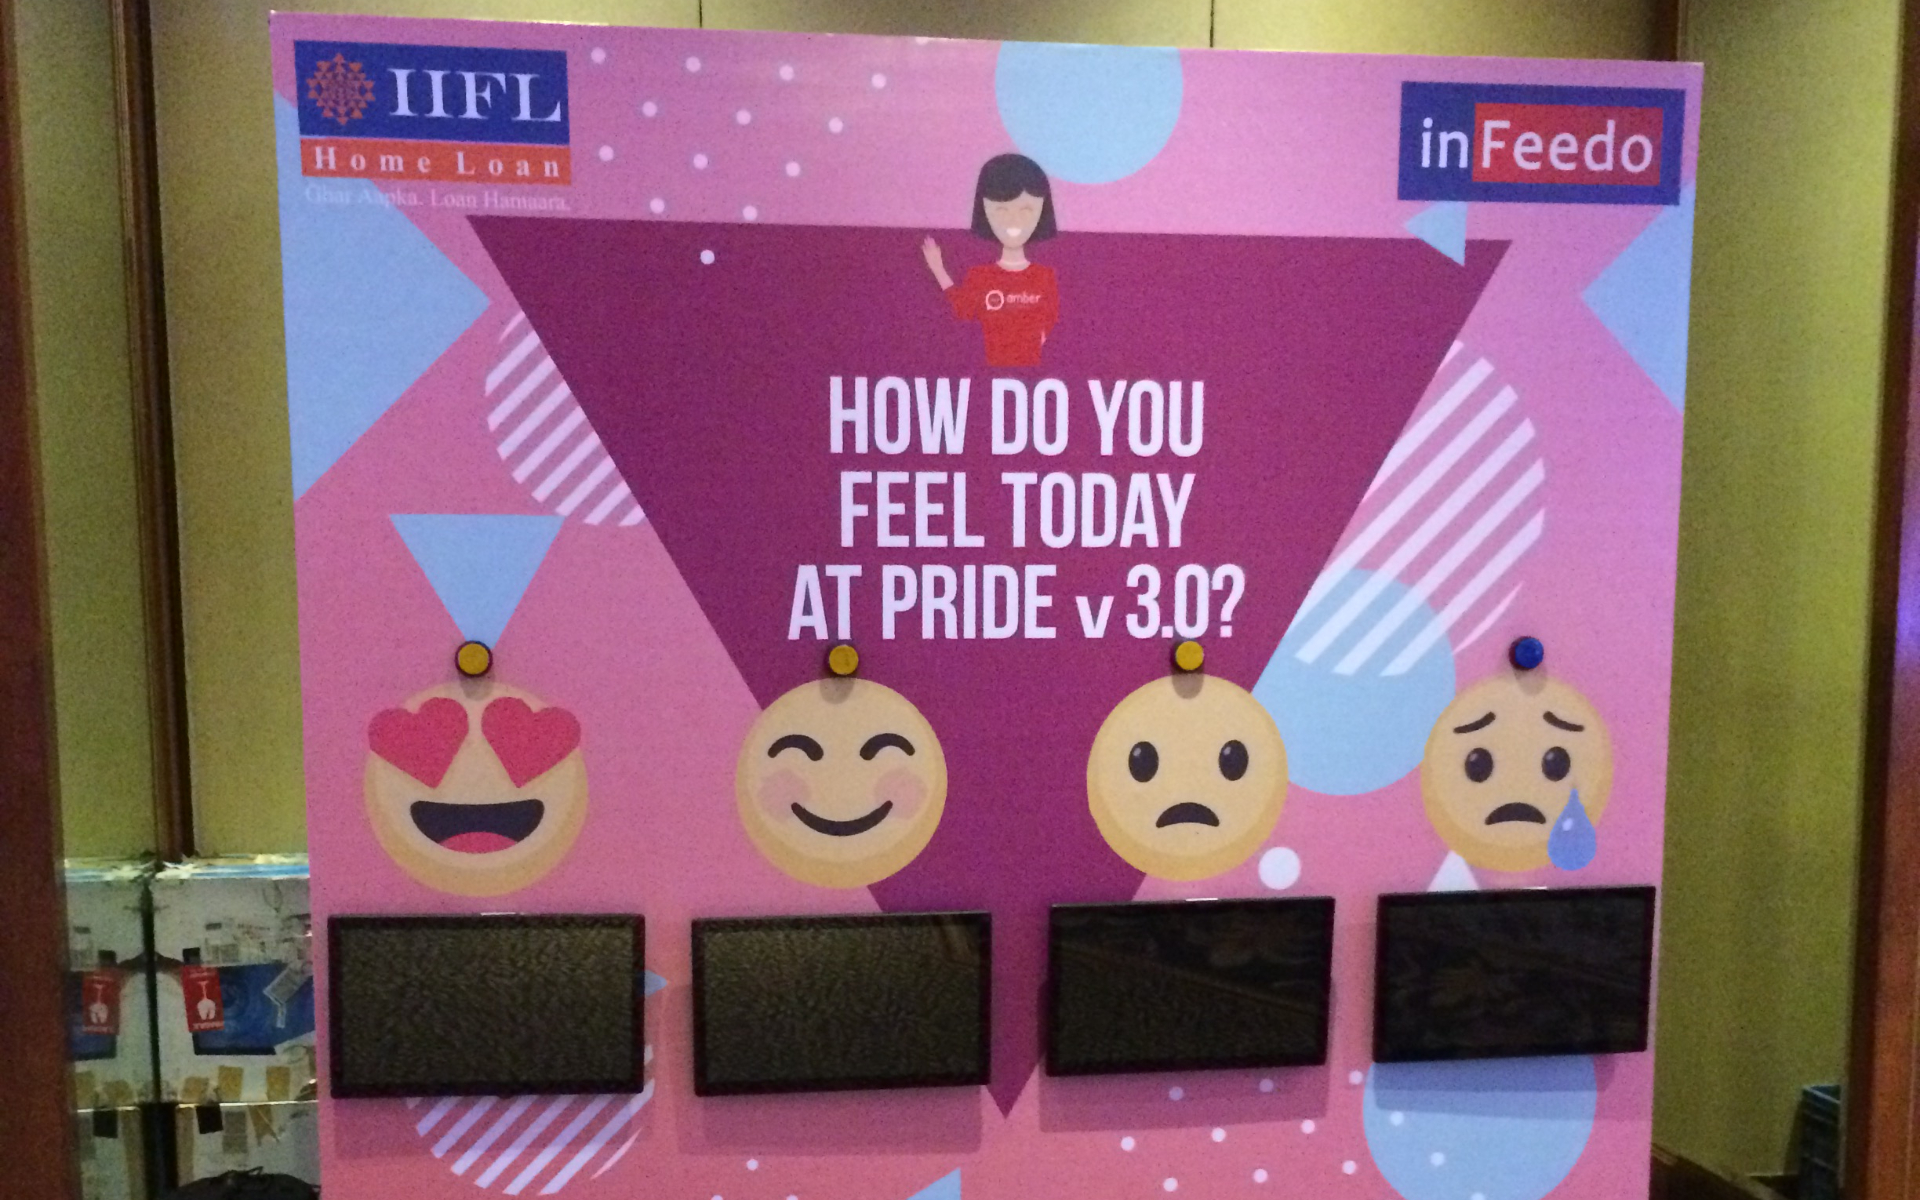 IIFL
Home Loan
Ghar Aapka. Loan Hamaara.
inFeedo
amber
HOW DO YOU
FEEL TODAY
AT PRIDE v 3.0?